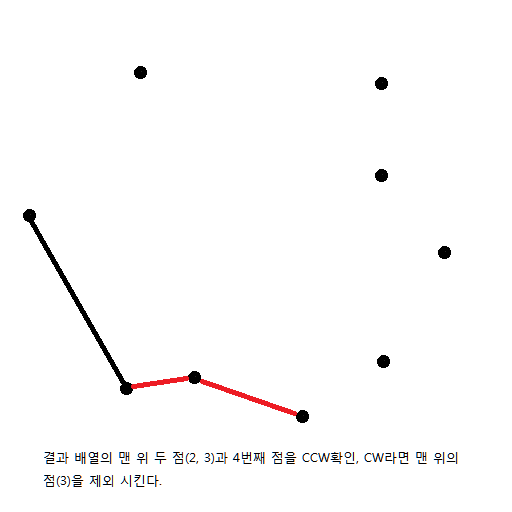 결과 배열의 맨 위 두 점(2, 3)과 4번째 점을 CCW확인, CW라면 맨 위의
점(3)을 제외 시킨다.